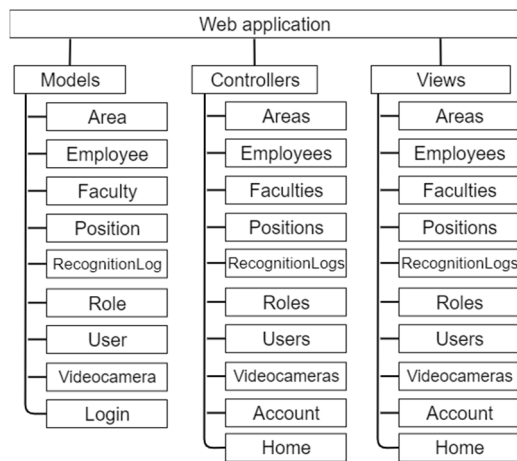 Web application
Models
Controllers
Views
Area
Areas
Areas
Employee
Employees
Employees
Faculty
Faculties
Faculties
Position
Positions
Positions
RecognitionLog
RecognitionLogs
RecognitionLogs
Role
Roles
Roles
User
Users
Users
Videocamera
Videocameras
Videocameras
Login
Account
Account
Home
Home